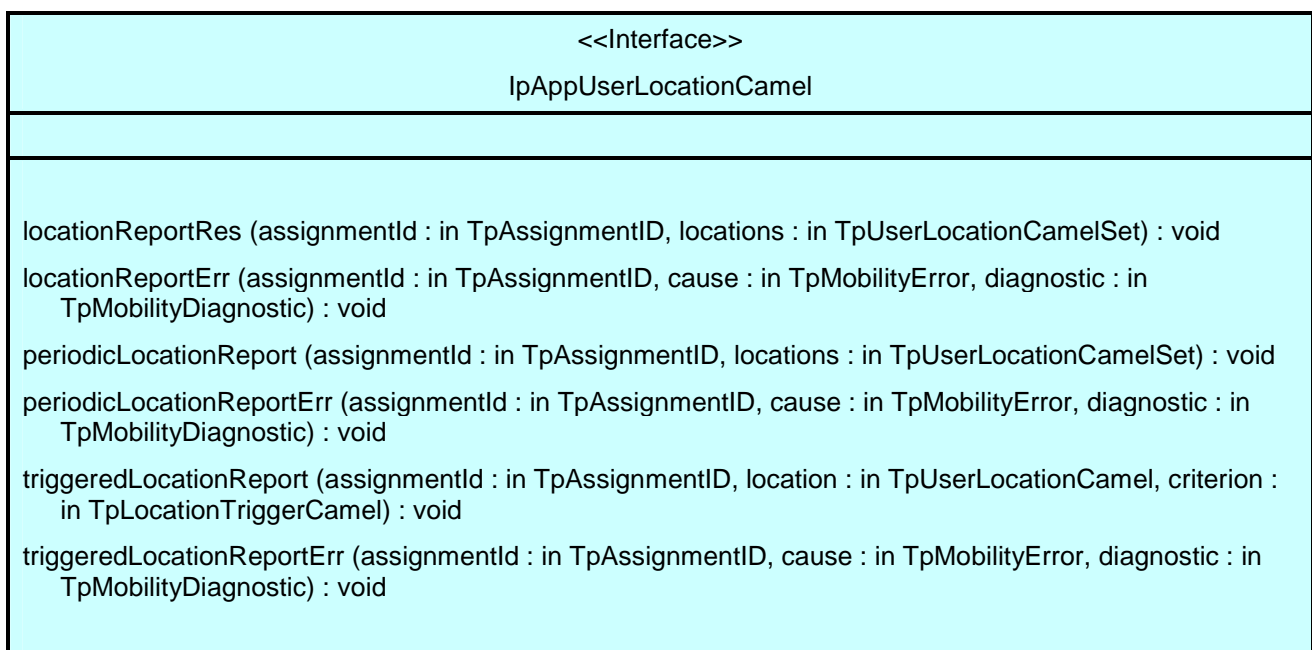 <<Interface>>
IpAppUserLocationCamel
locationReportRes (assignmentId : in TpAssignmentID, locations : in TpUserLocationCamelSet) : void
locationReportErr (assignmentId : in TpAssignmentID, cause : in TpMobilityError, diagnostic : in
TpMobilityDiagnostic) : void
periodicLocationReport (assignmentId : in TpAssignmentID, locations : in TpUserLocationCamelSet) : void
periodicLocationReportErr (assignmentId : in TpAssignmentID, cause : in TpMobilityError, diagnostic : in
TpMobilityDiagnostic) : void
triggeredLocationReport (assignmentId : in TpAssignmentID, location : in TpUserLocationCamel, criterion :
in TpLocationTriggerCamel) : void
triggeredLocationReportErr (assignmentId : in TpAssignmentID, cause : in TpMobilityError, diagnostic : in
TpMobilityDiagnostic) : void